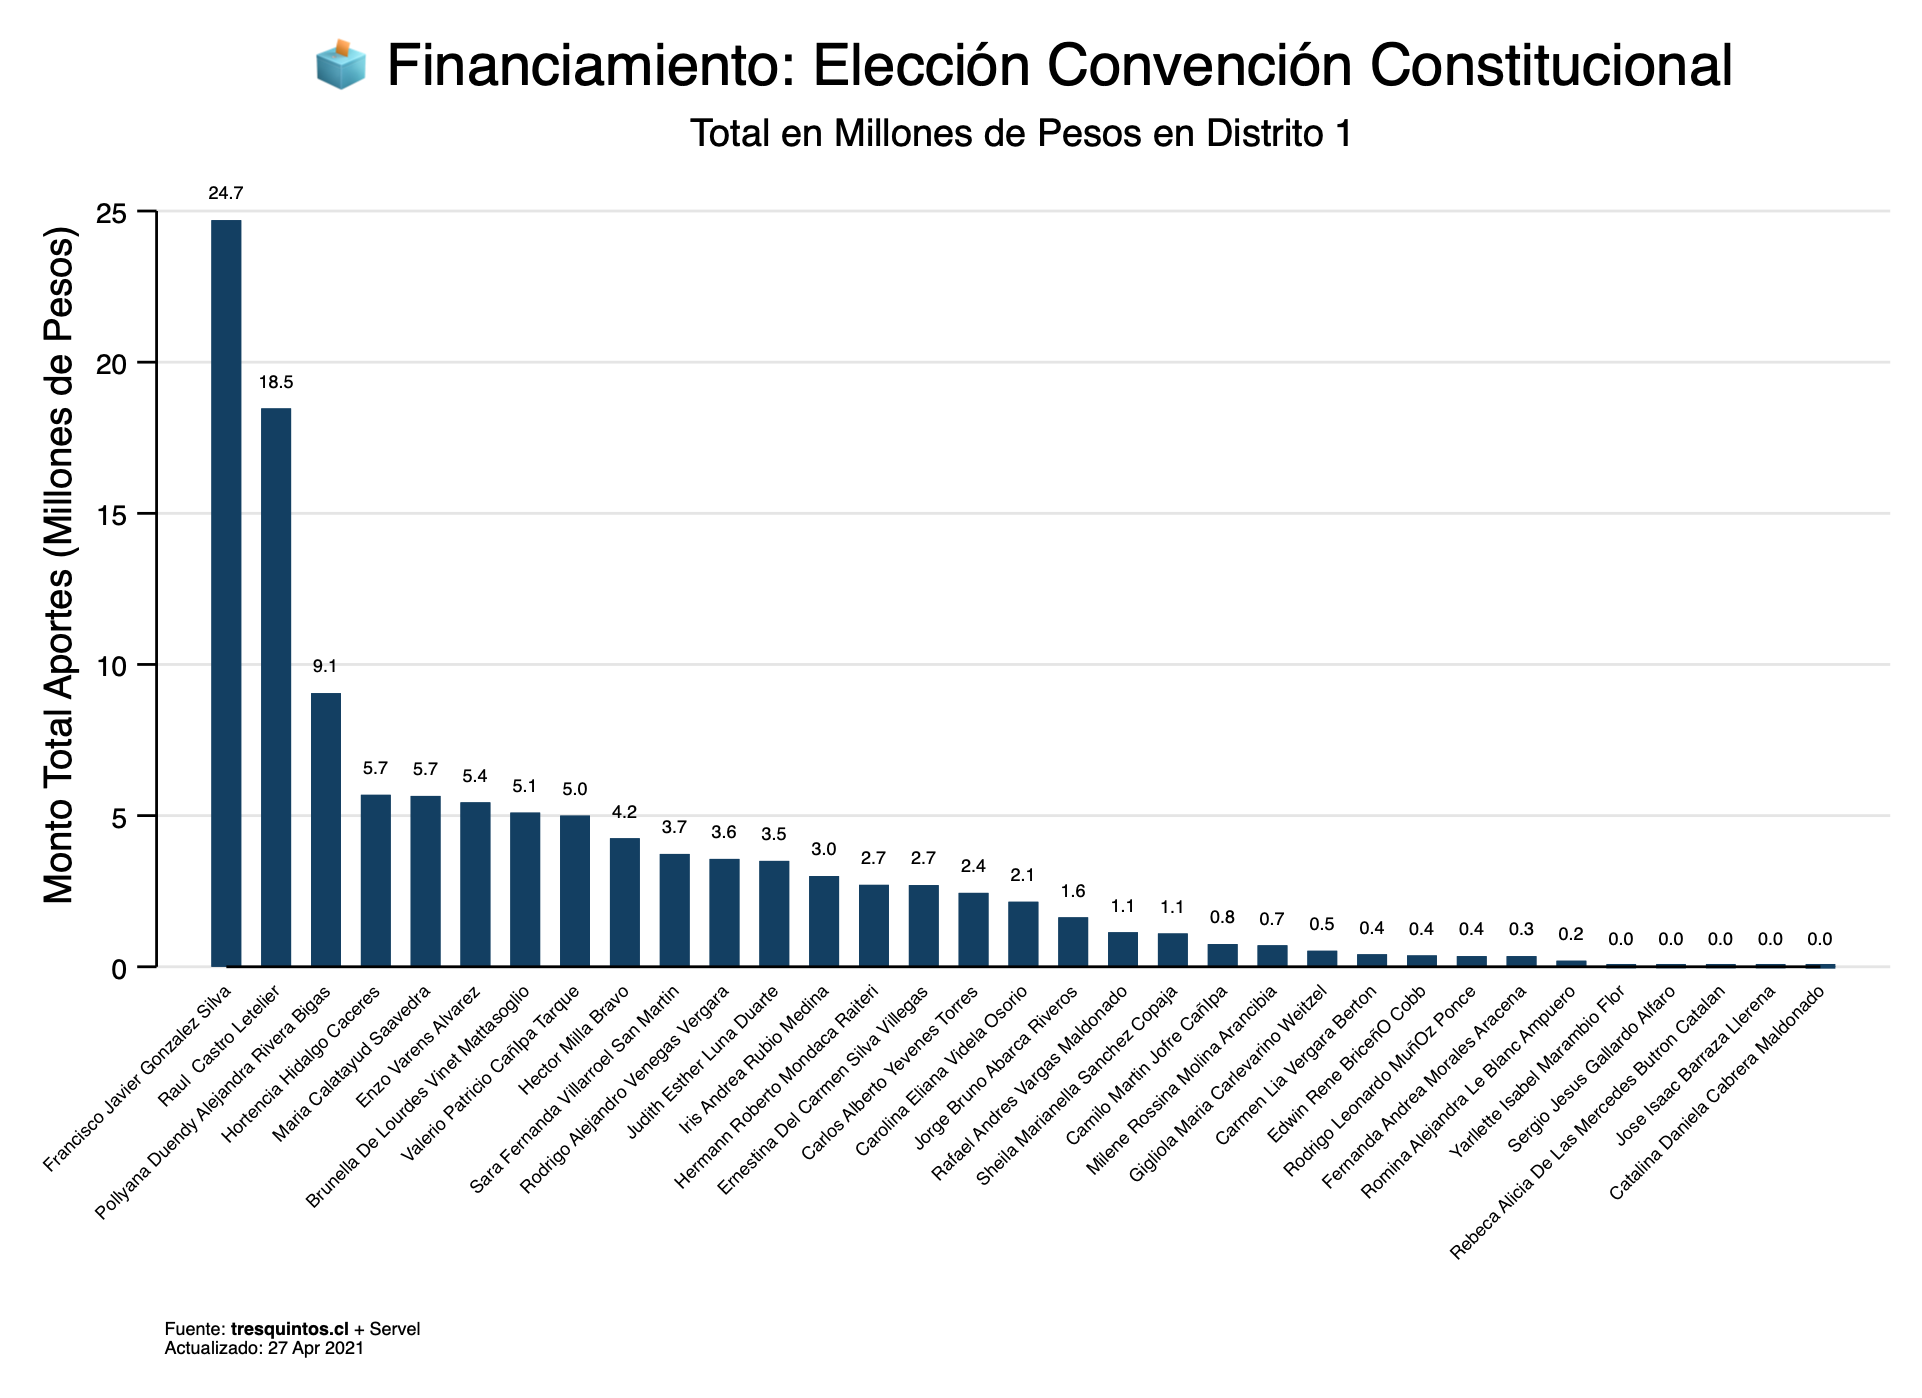 Financiamiento: Elección Convención Constitucional
Total en Millones de Pesos en Distrito 1
Monto Total Aportes (Millones de Pesos)
25
20
15
10
5
0
24.7
18.5
9.1
5.7
5.7
5.4
5.1
5.0
4.2
3.7
3.6
3.5
3.0
2.7
2.7
2.4
2.1
1.6
1.1
1.1
0.8
0.7
0.5
0.4
0.4
0.4
0.3
0.2
0.0
0.0
0.0
0.0
0.0
Francisco Javier Gonzalez Silva
Raul  Castro Letelier
Pollyana Duendy Alejandra Rivera Bigas
Hortencia Hidalgo Caceres
Maria Calatayud Saavedra
Enzo Varens Alvarez
Brunella De Lourdes Vinet Mattasoglio
Valerio Patricio Cañlpa Tarque
Hector Milla Bravo
Sara Fernanda Villarroel San Martin
Rodrigo Alejandro Venegas Vergara
Judith Esther Luna Duarte
Iris Andrea Rubio Medina
Hermann Roberto Mondaca Raiteri
Ernestina Del Carmen Silva Villegas
Carlos Alberto Yevenes Torres
Carolina Eliana Videla Osorio
Jorge Bruno Abarca Riveros
Rafael Andres Vargas Maldonado
Sheila Marianella Sanchez Copaja
Camilo Martin Jofre Cañlpa
Milene Rossina Molina Arancibia
Gigliola Maria Carlevarino Weitzel
Carmen Lia Vergara Berton
Edwin Rene BriceñO Cobb
Rodrigo Leonardo MuñOz Ponce
Fernanda Andrea Morales Aracena
Romina Alejandra Le Blanc Ampuero
Yarllette Isabel Marambio Flor
Sergio Jesus Gallardo Alfaro
Rebeca Alicia De Las Mercedes Butron Catalan
Jose Isaac Barraza Llerena
Catalina Daniela Cabrera Maldonado
Fuente: tresquintos.cl + Servel
Actualizado: 27 Apr 2021